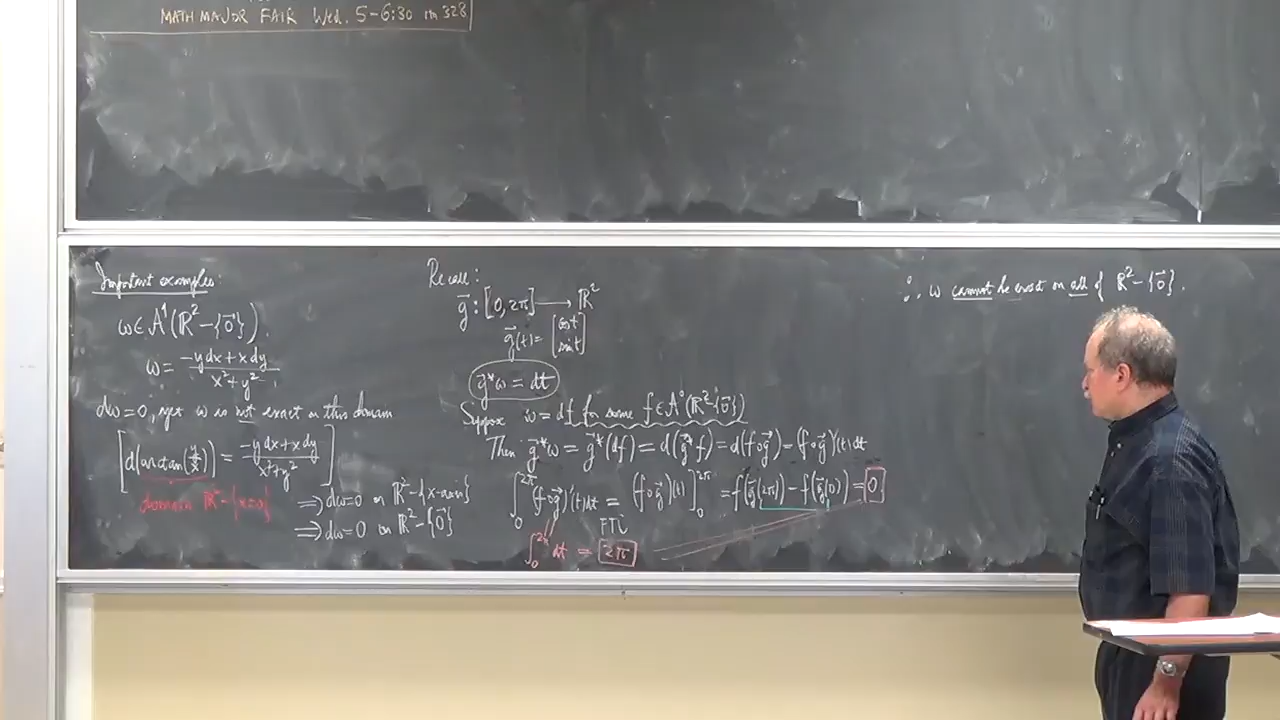 MATH MAJOR FAIR Wed. 5-6:30 rm 328
Important examples:
ω ∈ A¹(ℝ² - {0⃗}).
ω = (-y dx + x dy)/(x² + y²)
dω = 0, yet ω is not exact on this domain
[d(arctan(y/x)) = (-y dx + x dy)/(x² + y²)]
domain ℝ² - {x=0}
⇒ dω = 0 on ℝ² - {x-axis}
⇒ dω = 0 on ℝ² - {0⃗}
Recall:
g⃗ : [0, 2π] → ℝ²
g⃗(t) = [cos t
sin t]
g⃗*ω = dt
Suppose ω = df for some f ∈ A⁰(ℝ² - {0⃗})
Then g⃗*ω = g⃗*(df) = d(g⃗*f) = d(f∘g⃗) = (f∘g⃗)'(t) dt
∫₀^{2π} (f∘g⃗)'(t) dt = (f∘g⃗)(t)]₀^{2π} = f(g⃗(2π)) - f(g⃗(0)) = 0
FTC
∫₀^{2π} dt = 2π
∴ ω cannot be exact on all of ℝ² - {0⃗}.